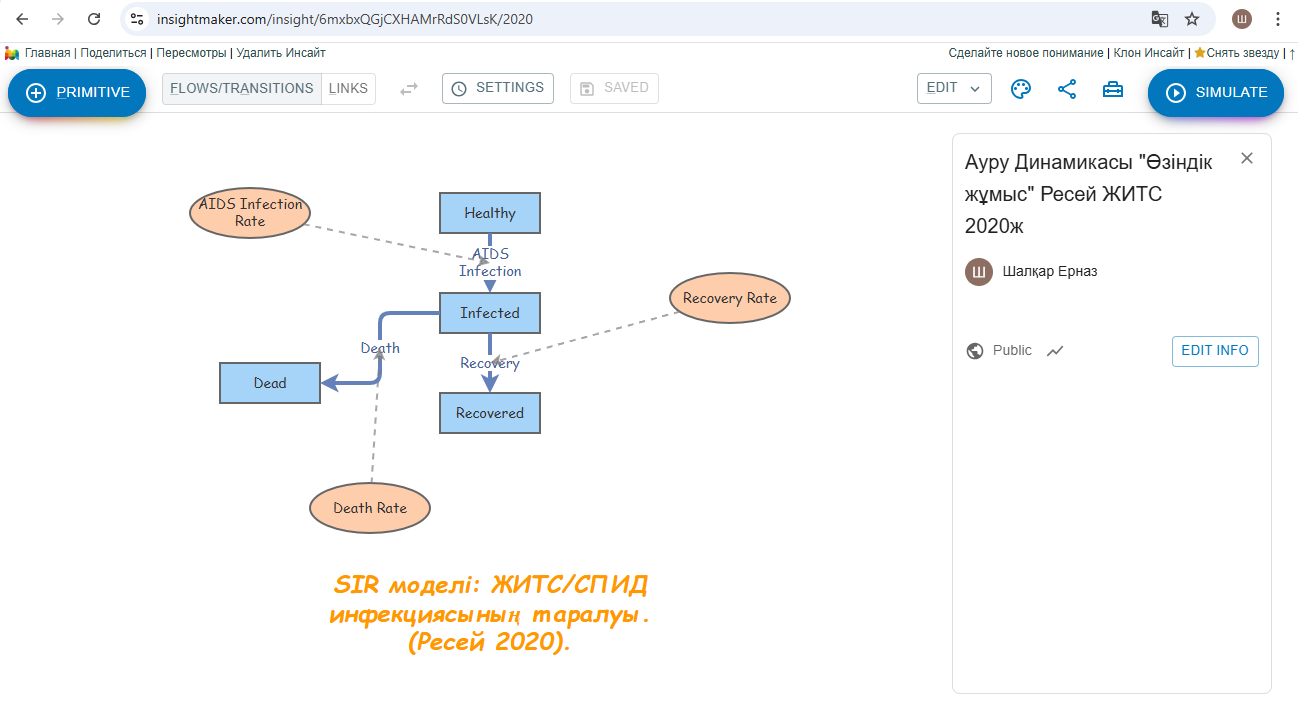 insightmaker.com/insight/6mxbxQGjCXHAMrRdS0VLsK/2020
Ш
Главная | Поделиться | Пересмотры | Удалить Инсайт
Сделайте новое понимание | Клон Инсайт | Снять звезду | ↑
PRIMITIVE
FLOWS/TRANSITIONS
LINKS
SETTINGS
SAVED
EDIT
SIMULATE
AIDS Infection
Rate
Healthy
AIDS
Infection
Recovery Rate
Infected
Death
Recovery
Dead
Recovered
Death Rate
SIR моделі: ЖИТС/СПИД
инфекциясының таралуы.
(Ресей 2020).
Ауру Динамикасы "Өзіндік
жұмыс" Ресей ЖИТС
2020ж
Ш
Шалқар Ерназ
Public
EDIT INFO